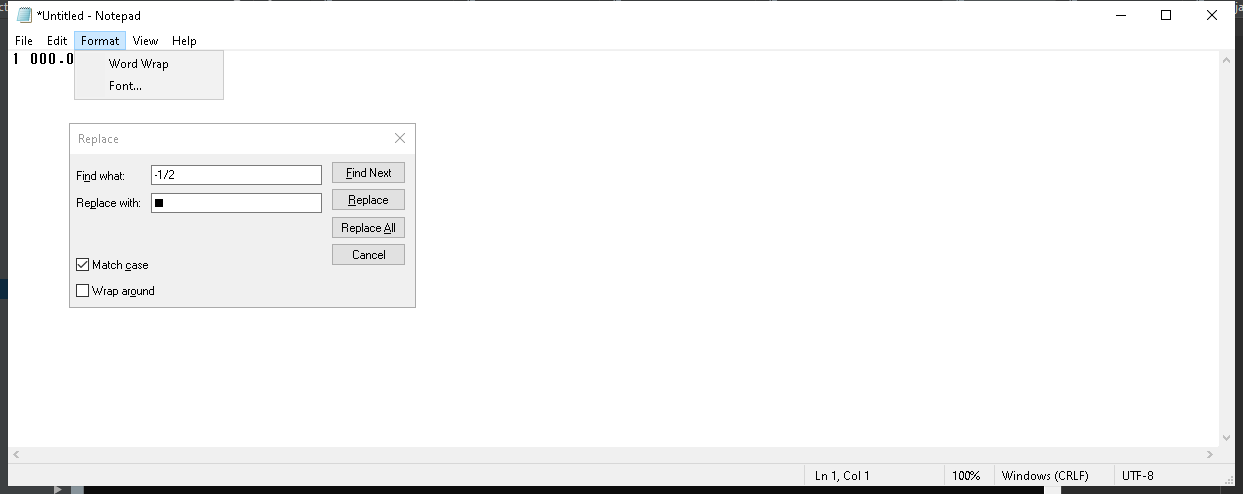 *Untitled - Notepad
File Edit Format View Help
1 000.0
Word Wrap
Font...
Replace
Find what: -1/2 Find Next
Replace with: ■ Replace
Replace All
Cancel
Match case
Wrap around
Ln 1, Col 1 100% Windows (CRLF) UTF-8